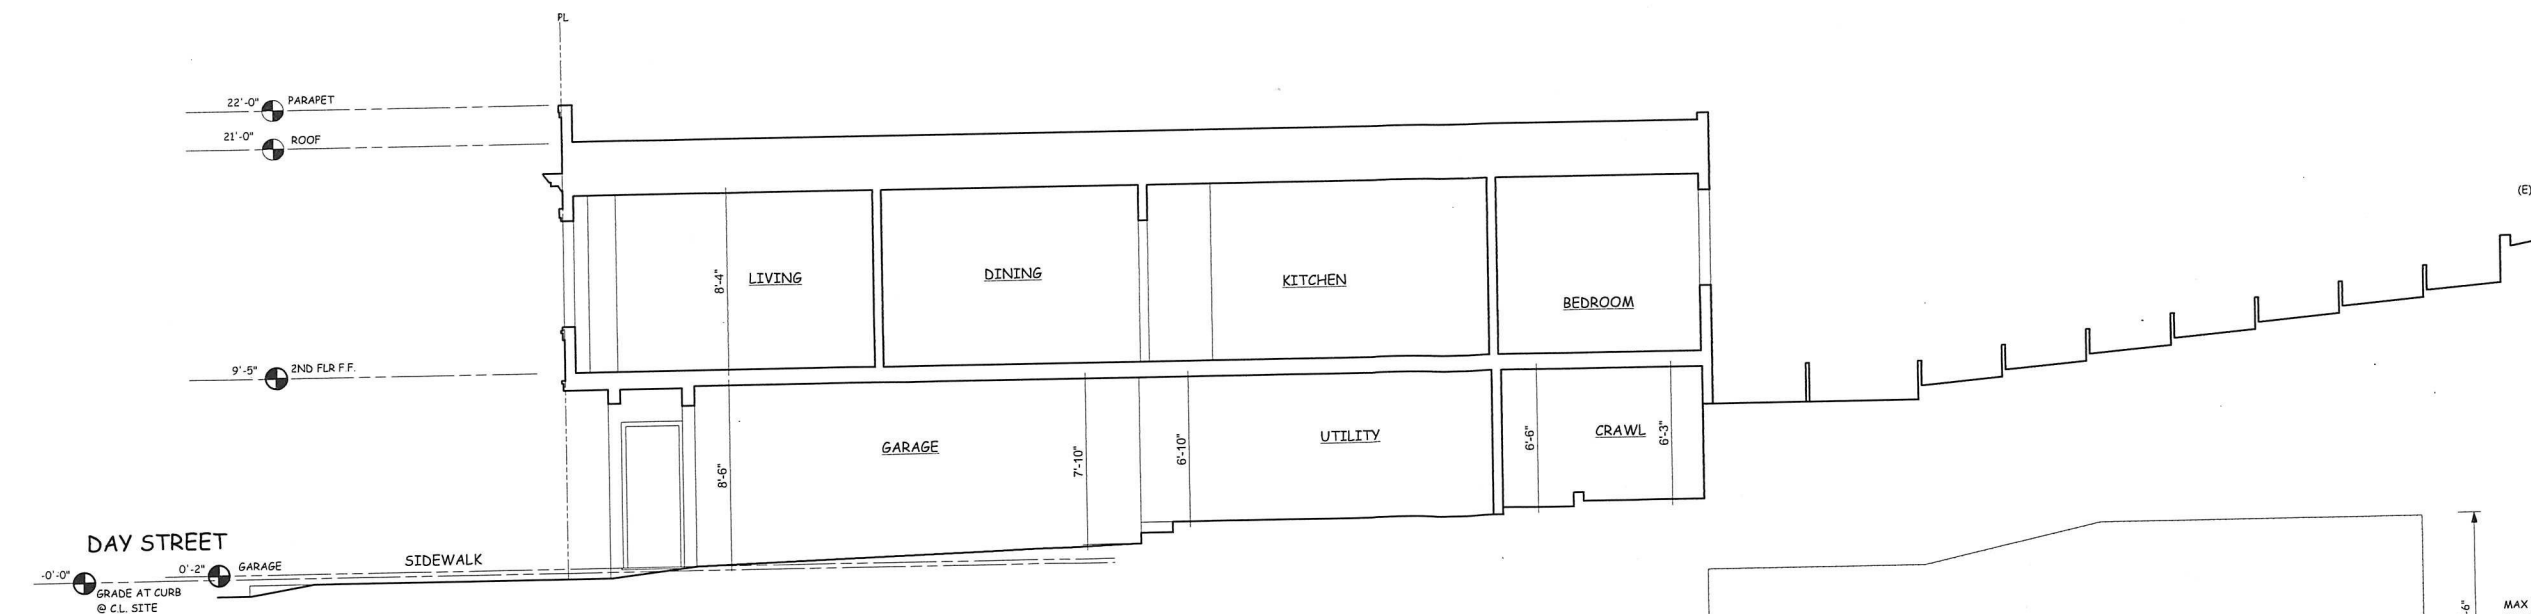 PL
22'-0" PARAPET
21'-0" ROOF
(E)
8'-4"
LIVING
DINING
KITCHEN
BEDROOM
9'-5" 2ND FLR F.F.
8'-6"
GARAGE
7'-10"
6'-10"
UTILITY
6'-6"
CRAWL
6'-3"
DAY STREET
SIDEWALK
-0'-0"
0'-2" GARAGE
GRADE AT CURB
@ C.L. SITE
6"
MAX